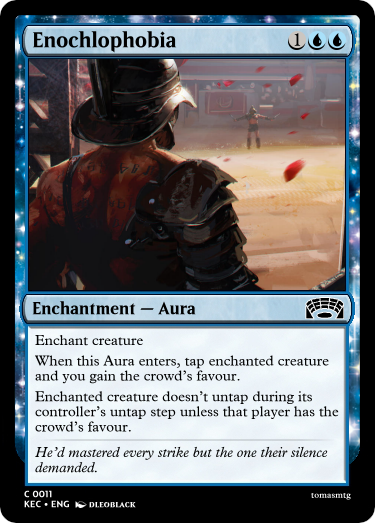 Enochlophobia 1
Enchantment — Aura
Enchant creature
When this Aura enters, tap enchanted creature
and you gain the crowd's favour.
Enchanted creature doesn't untap during its
controller's untap step unless that player has the
crowd's favour.
He'd mastered every strike but the one their silence
demanded.
C 0011
KEC • ENG DLEOBLACK
tomasmtg